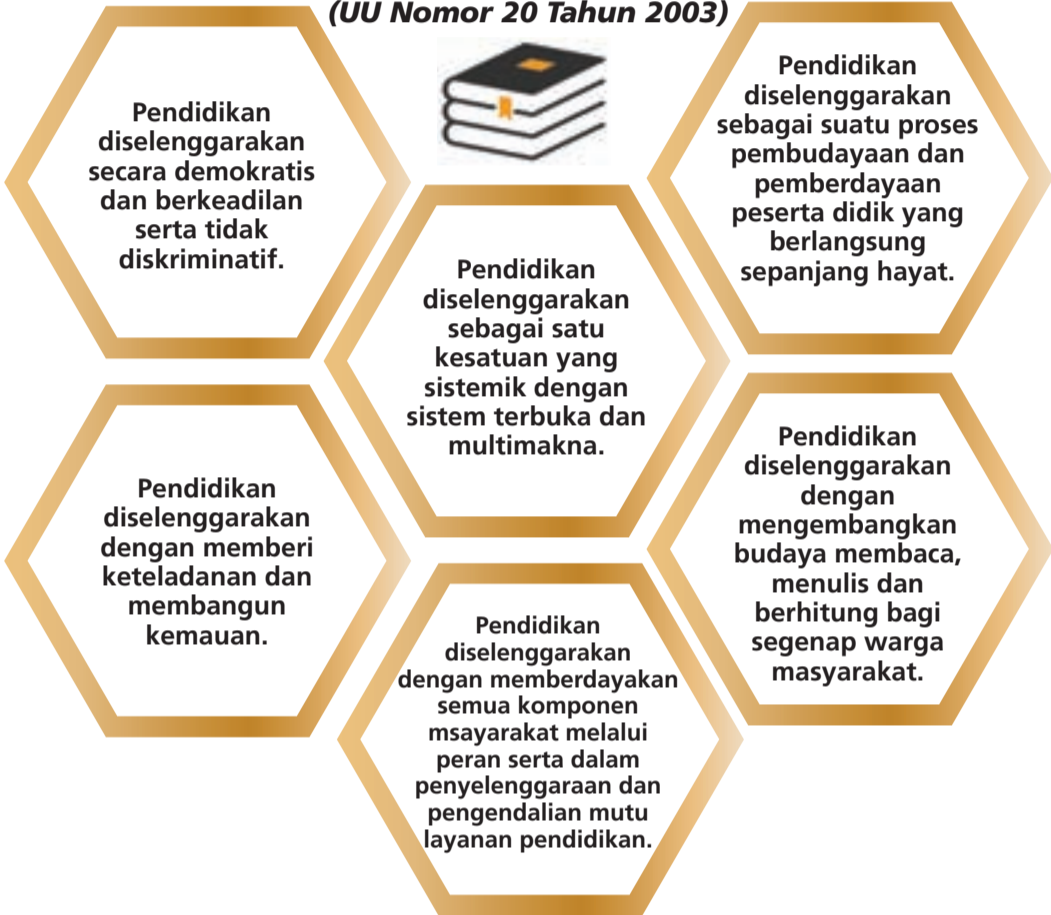 (UU Nomor 20 Tahun 2003)
Pendidikan
diselenggarakan
secara demokratis
dan berkeadilan
serta tidak
diskriminatif.
Pendidikan
diselenggarakan
sebagai suatu proses
pembudayaan dan
pemberdayaan
peserta didik yang
berlangsung
sepanjang hayat.
Pendidikan
diselenggarakan
sebagai satu
kesatuan yang
sistemik dengan
sistem terbuka dan
multimakna.
Pendidikan
diselenggarakan
dengan memberi
keteladanan dan
membangun
kemauan.
Pendidikan
diselenggarakan
dengan
mengembangkan
budaya membaca,
menulis dan
berhitung bagi
segenap warga
masyarakat.
Pendidikan
diselenggarakan
dengan memberdayakan
semua komponen
msayarakat melalui
peran serta dalam
penyelenggaraan dan
pengendalian mutu
layanan pendidikan.